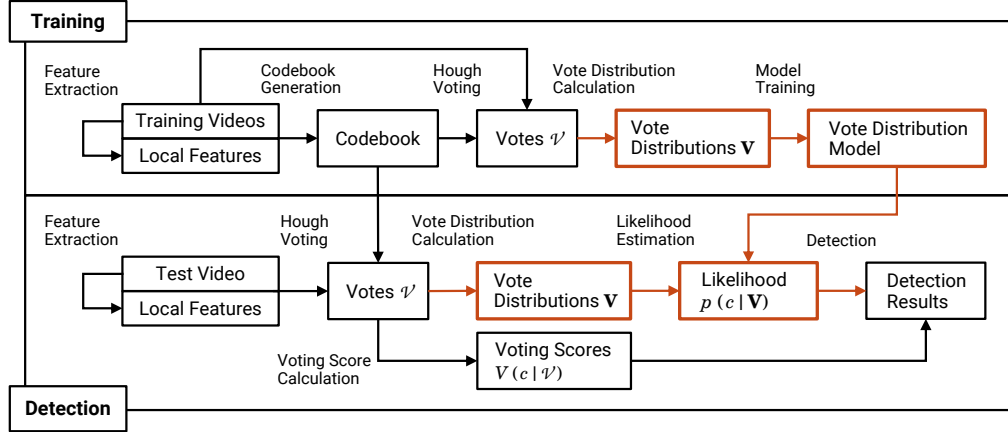 Training
Feature
Extraction
Codebook
Generation
Hough
Voting
Vote Distribution
Calculation
Model
Training
Training Videos
Local Features
Codebook
Votes 𝒱
Vote
Distributions V
Vote Distribution
Model
Feature
Extraction
Hough
Voting
Vote Distribution
Calculation
Likelihood
Estimation
Detection
Test Video
Local Features
Votes 𝒱
Vote
Distributions V
Likelihood
p (c | V)
Detection
Results
Voting Score
Calculation
Voting Scores
V (c | 𝒱)
Detection